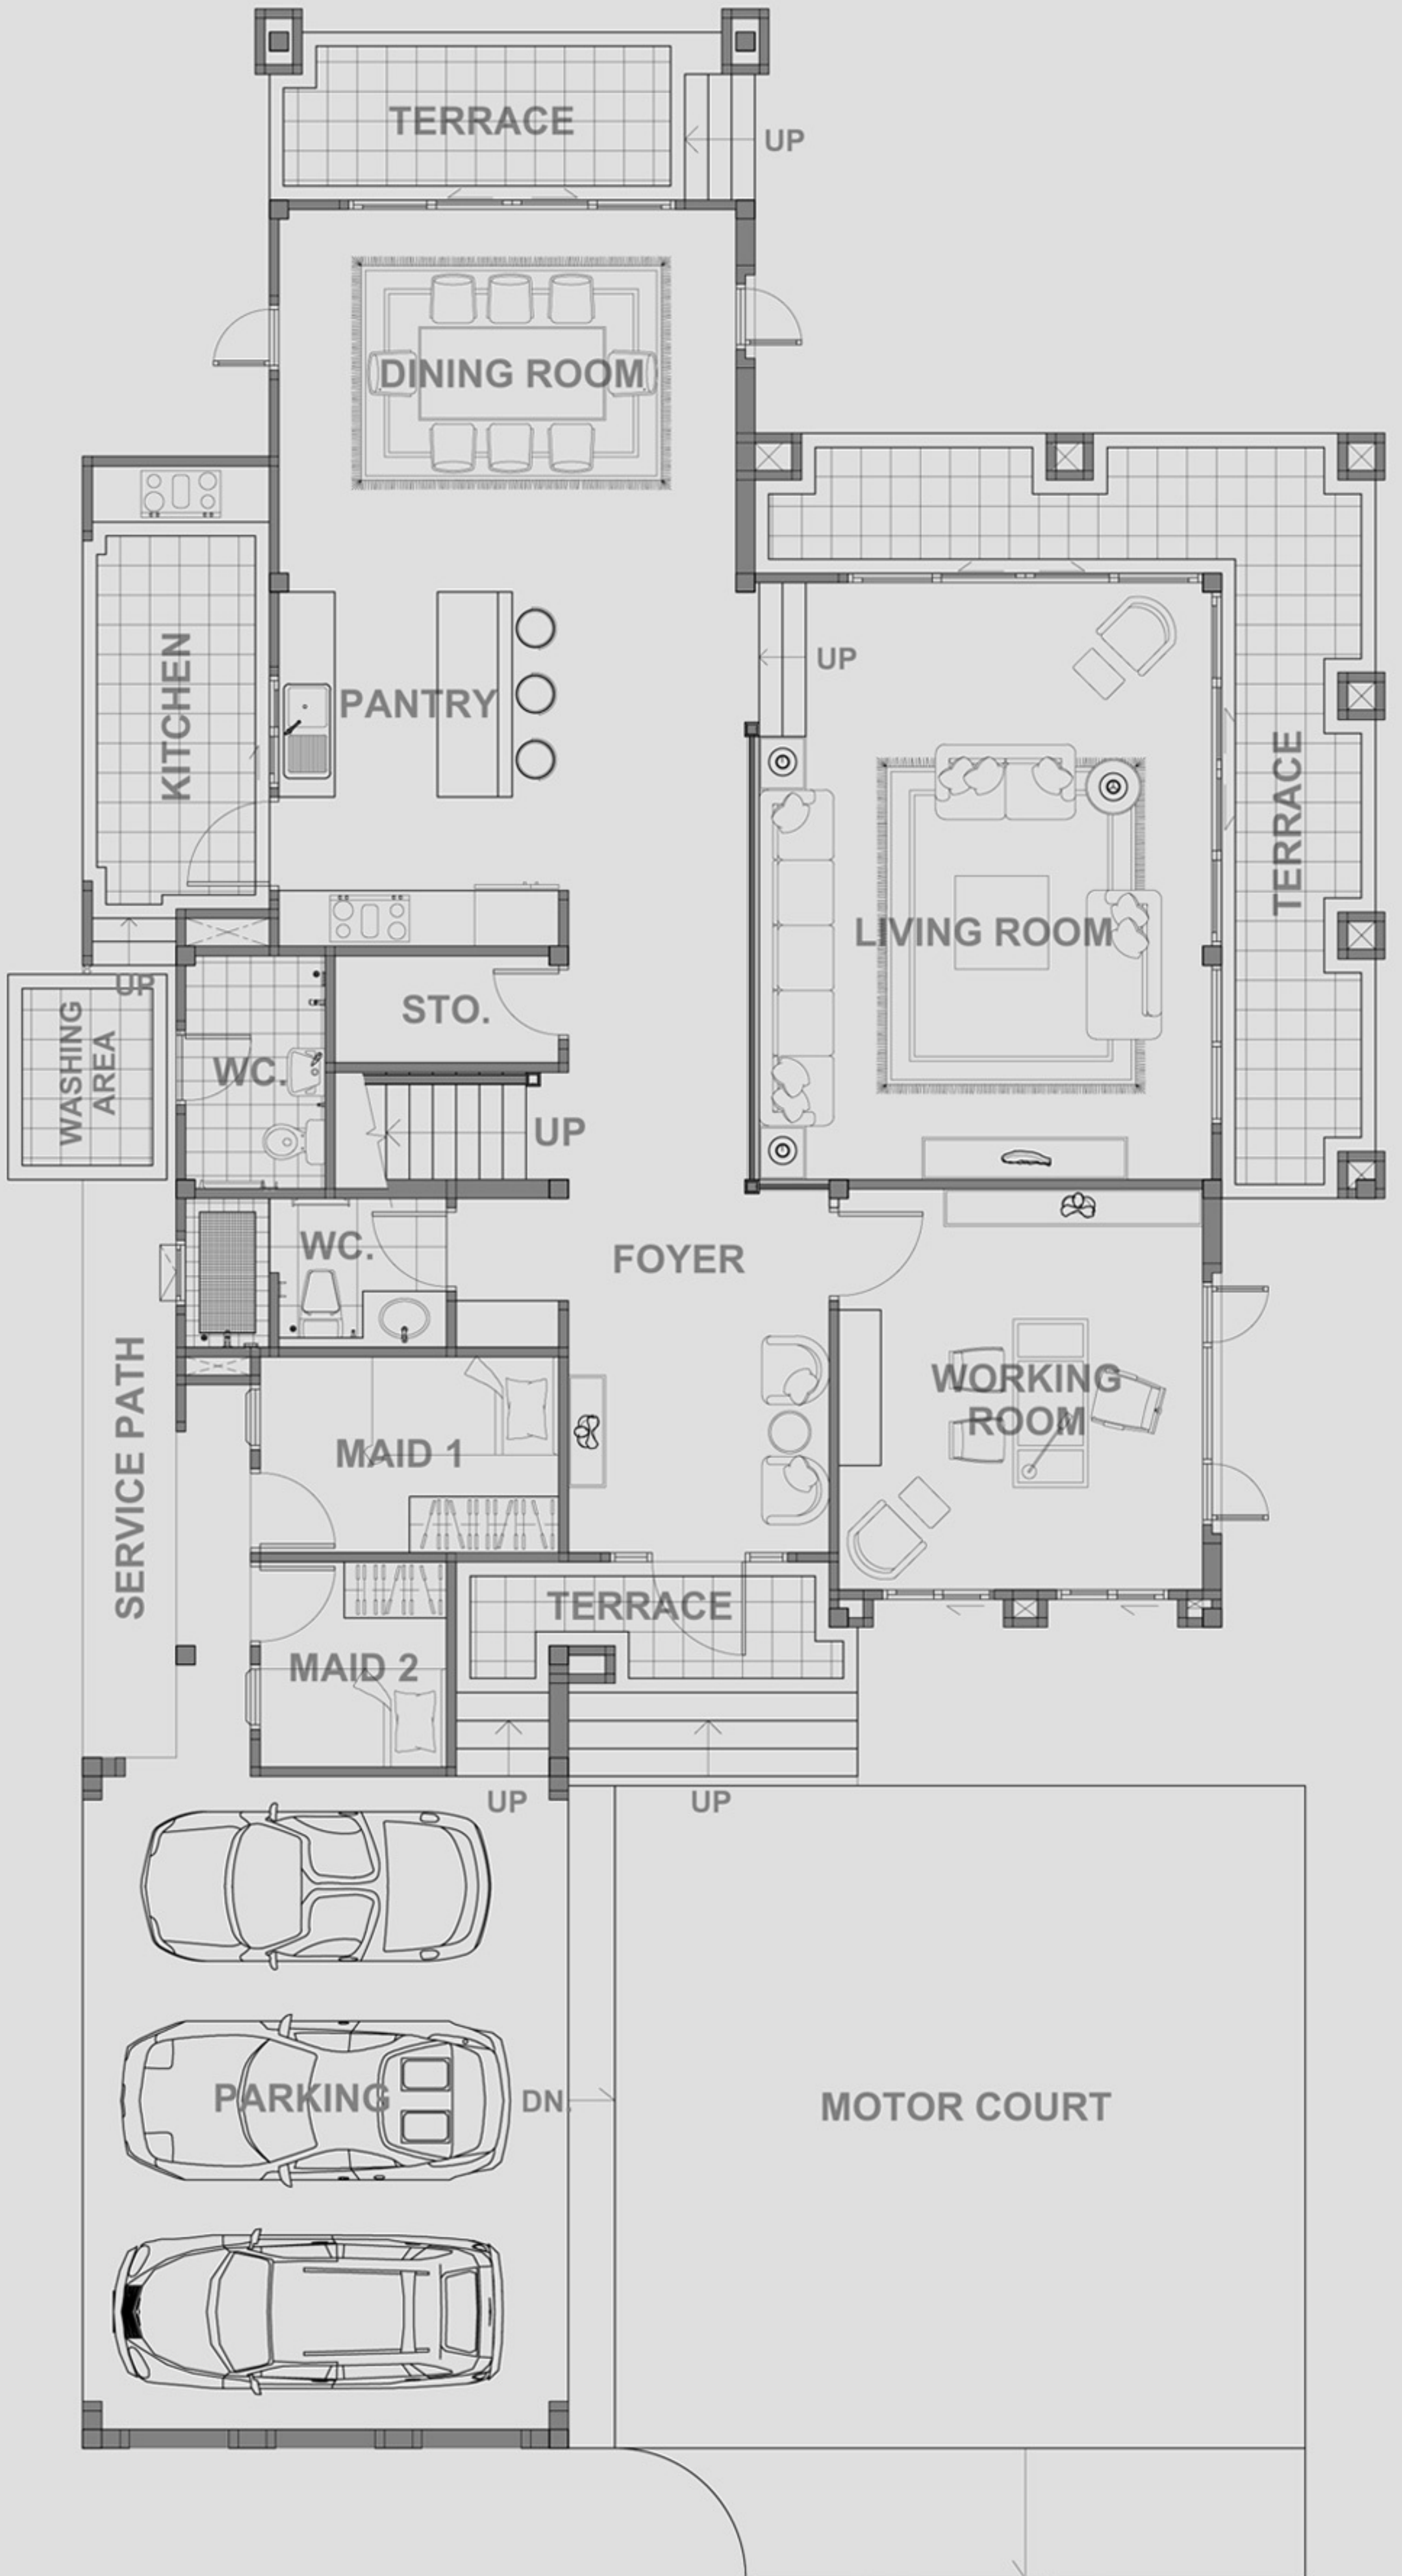 TERRACE
UP
DINING ROOM
UP
KITCHEN
PANTRY
TERRACE
LIVING ROOM
UP
STO.
WASHING
AREA
WC.
UP
WC.
FOYER
SERVICE PATH
WORKING
ROOM
MAID 1
TERRACE
MAID 2
UP
UP
PARKING
DN.
MOTOR COURT